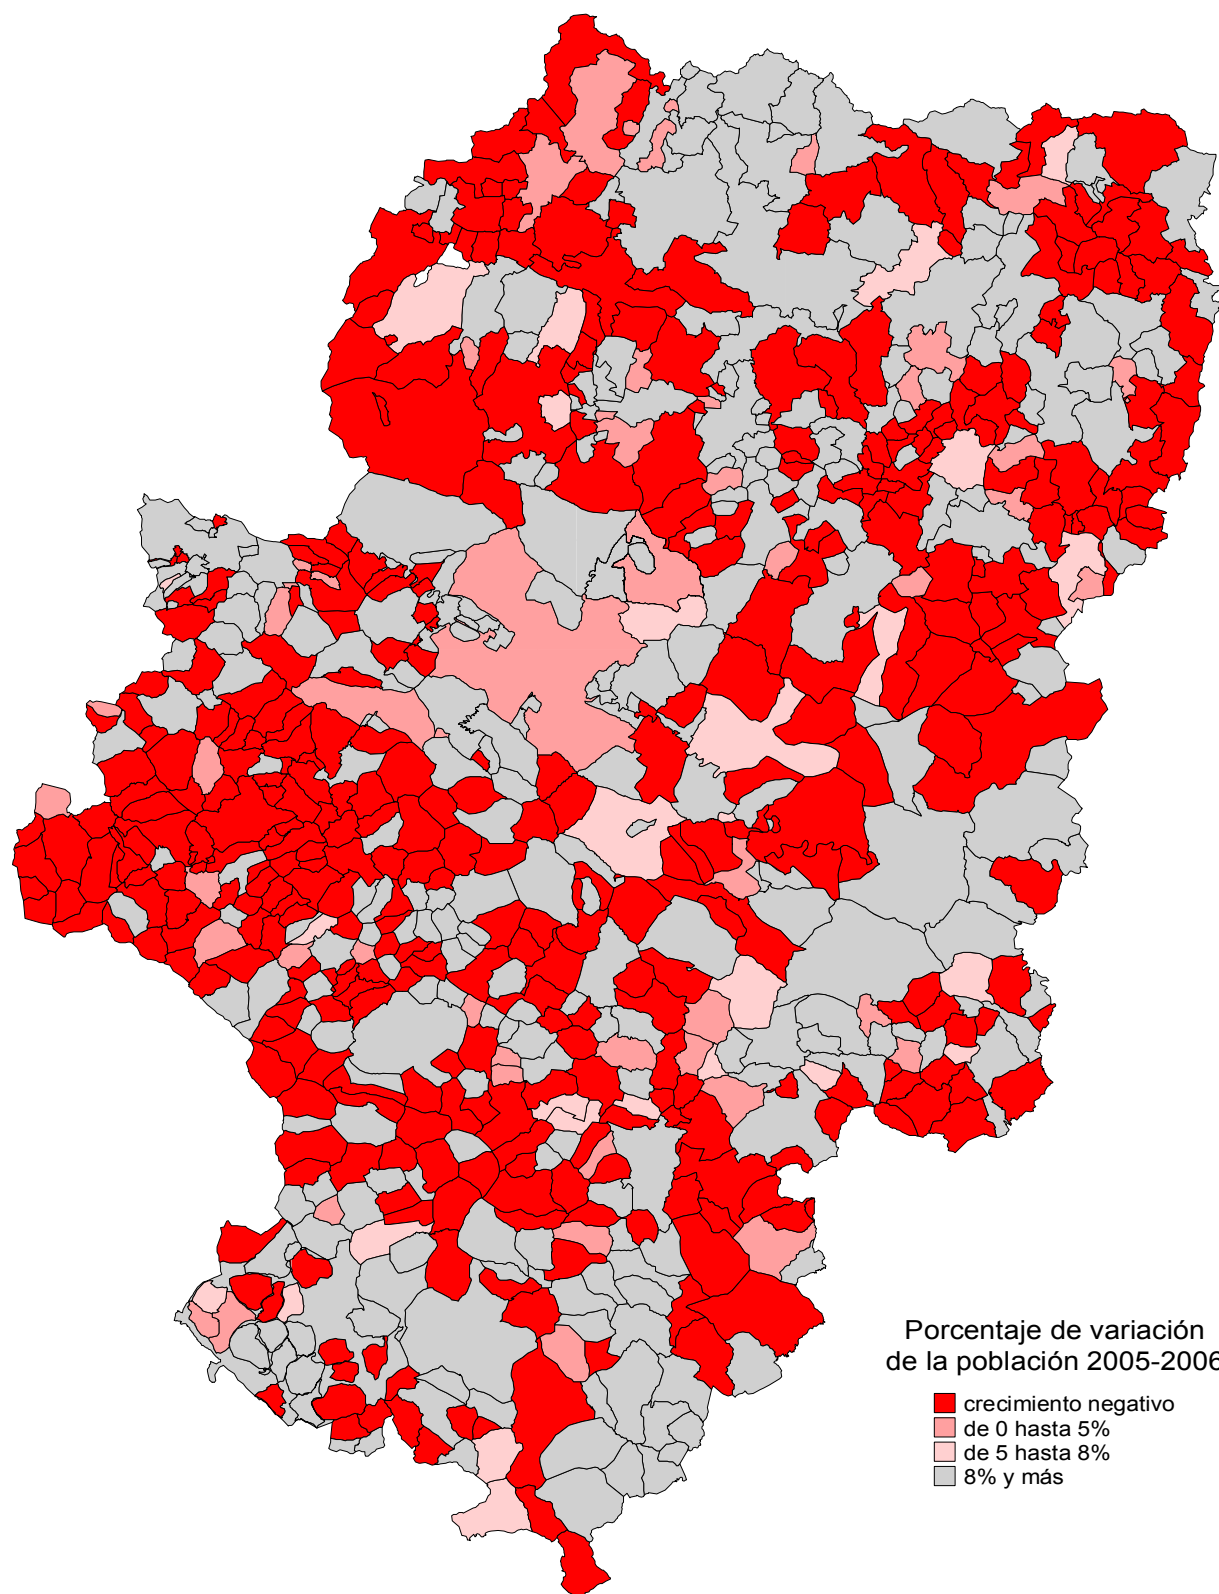 Porcentaje de variación
de la población 2005-2006
crecimiento negativo
de 0 hasta 5%
de 5 hasta 8%
8% y más